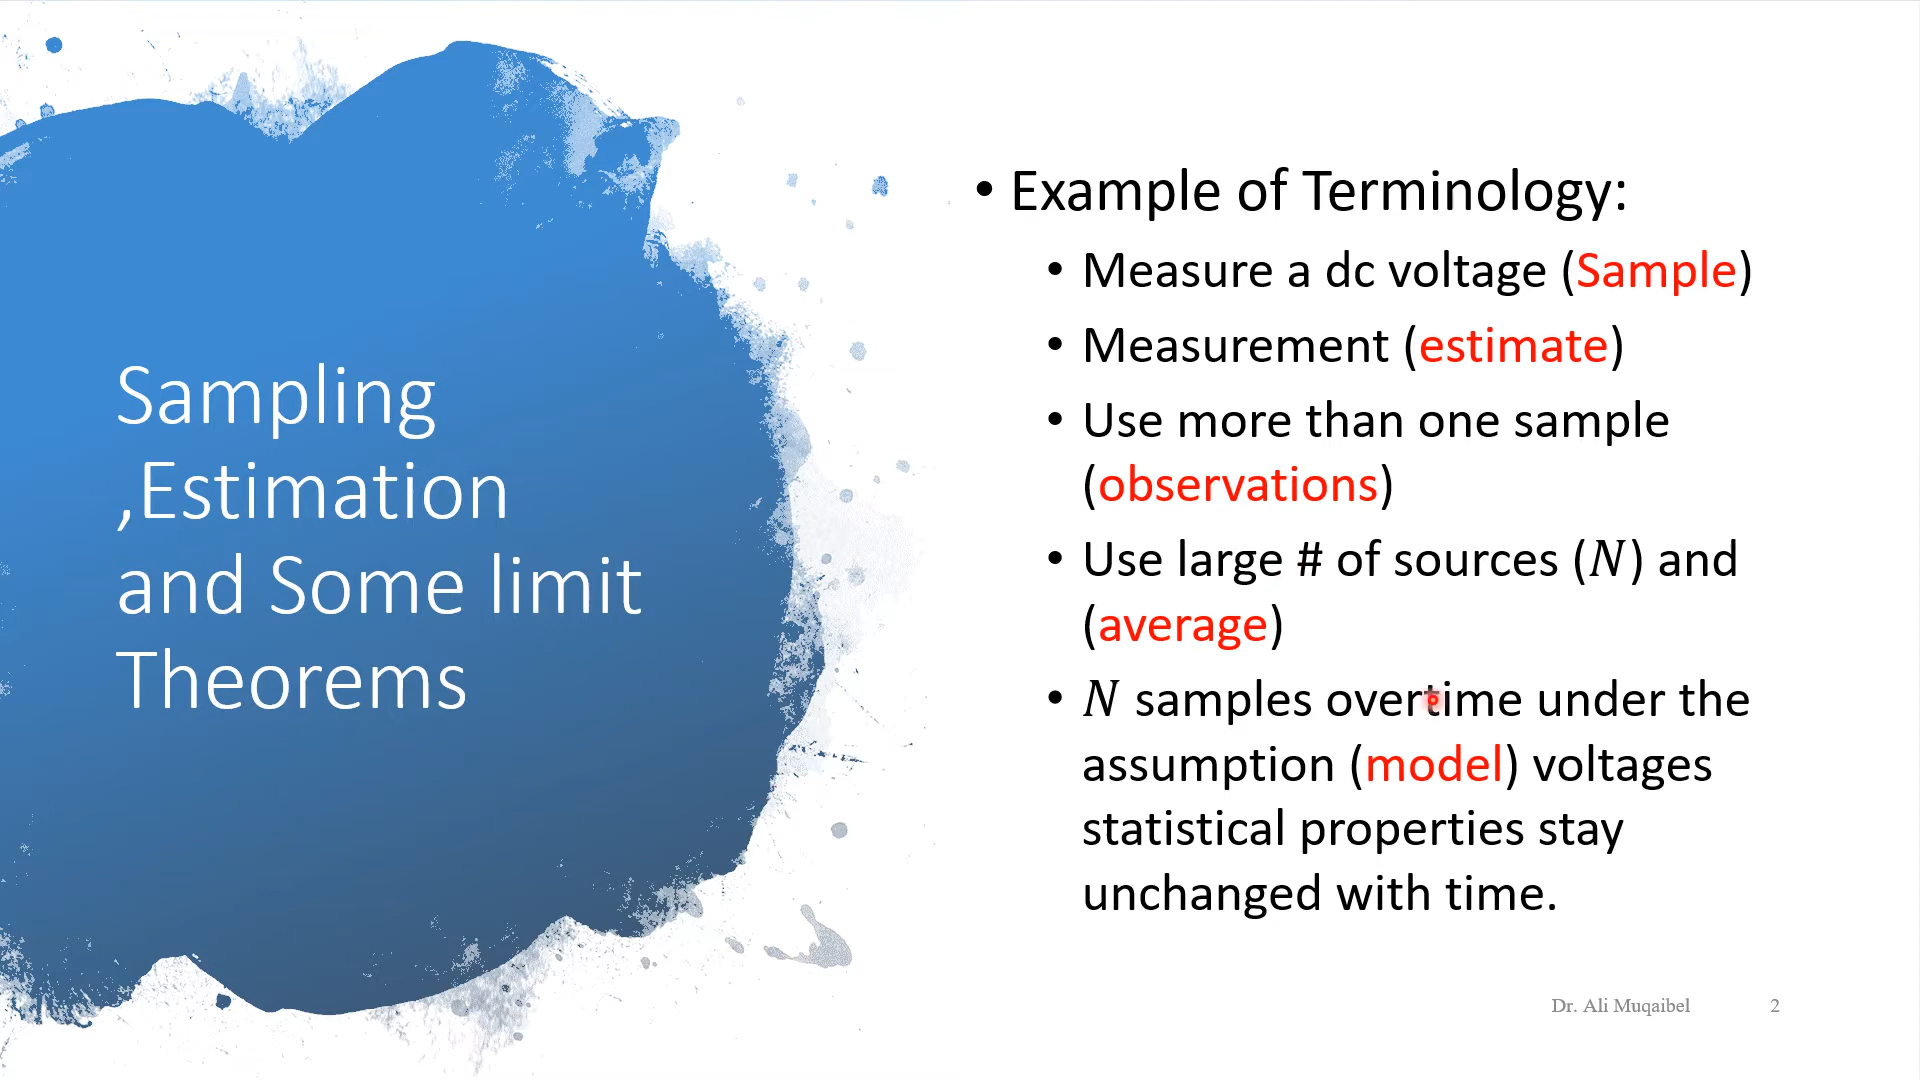 Sampling
,Estimation
and Some limit
Theorems
• Example of Terminology:
• Measure a dc voltage (Sample)
• Measurement (estimate)
• Use more than one sample
(observations)
• Use large # of sources (N) and
(average)
• N samples overtime under the
assumption (model) voltages
statistical properties stay
unchanged with time.
Dr. Ali Muqaibel 2